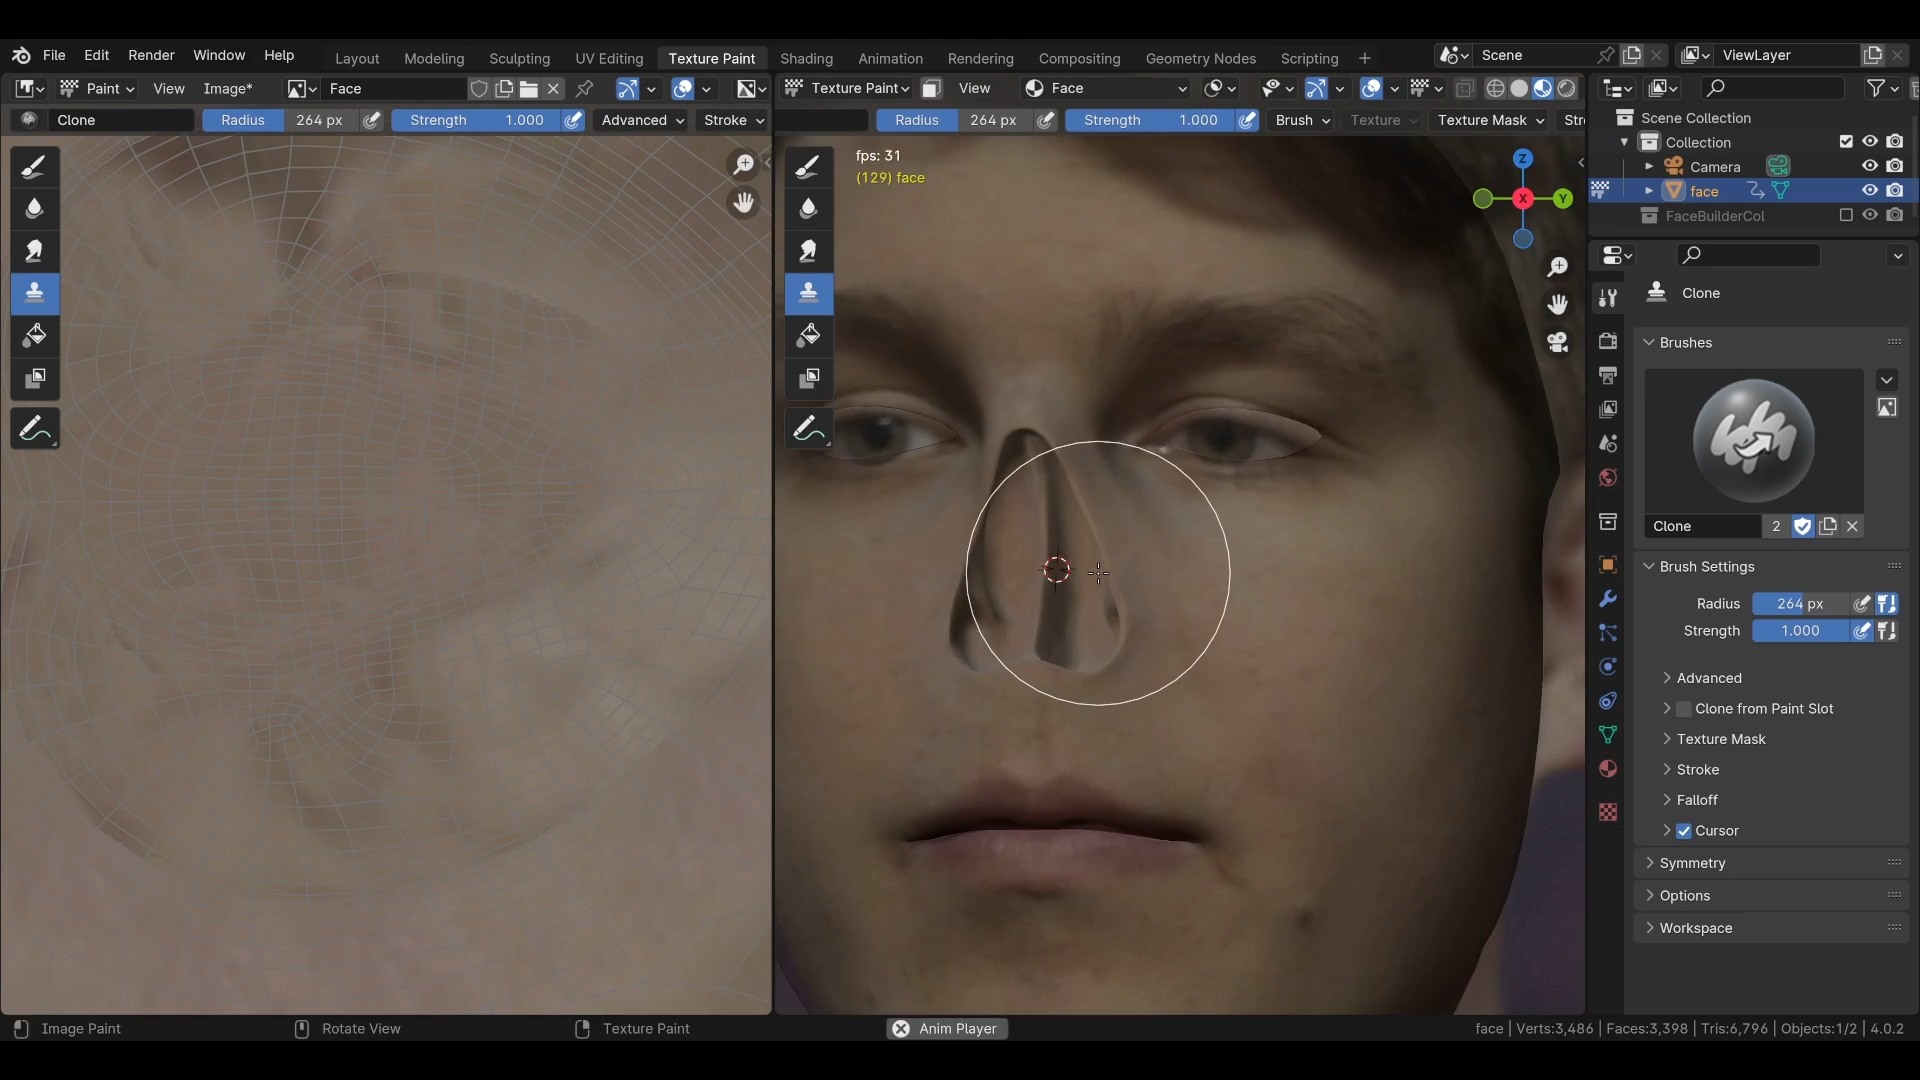 File Edit Render Window Help Layout Modeling Sculpting UV Editing Texture Paint Shading Animation Rendering Compositing Geometry Nodes Scripting + Scene ViewLayer
Paint View Image* Face Texture Paint View Face
Clone Radius 264 px Strength 1.000 Advanced Stroke Radius 264 px Strength 1.000 Brush Texture Texture Mask Str
Scene Collection
Collection
Camera
face
FaceBuilderCol
fps: 31
(129) face
Z
X
Y
Clone
Brushes
Clone 2
Brush Settings
Radius 264 px
Strength 1.000
Advanced
Clone from Paint Slot
Texture Mask
Stroke
Falloff
Cursor
Symmetry
Options
Workspace
Image Paint Rotate View Texture Paint Anim Player face | Verts:3,486 | Faces:3,398 | Tris:6,796 | Objects:1/2 | 4.0.2